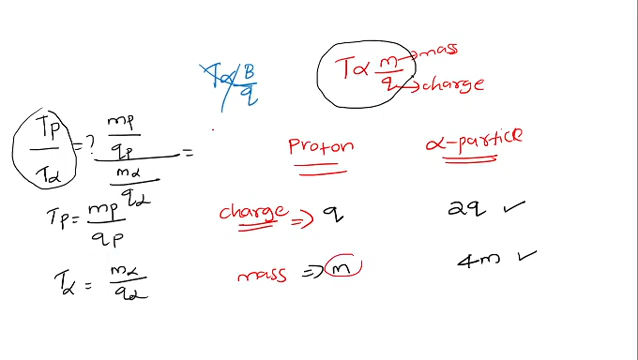 T∝ B/q
T∝ m/q → mass
→ charge
Tp/Tα = ? mp/qp / mα/qα =
Proton α-particle
Tp = mp/qp
charge ⇒ q 2q ✓
Tα = mα/qα
mass ⇒ m 4m ✓